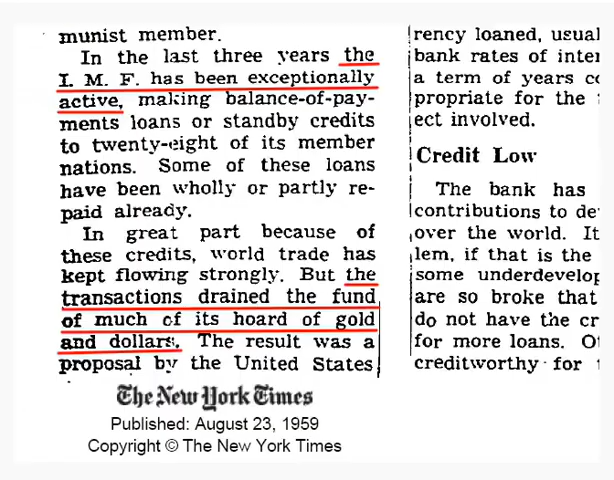 munist member.
In the last three years the
I. M. F. has been exceptionally
active, making balance-of-pay-
ments loans or standby credits
to twenty-eight of its member
nations. Some of these loans
have been wholly or partly re-
paid already.
In great part because of
these credits, world trade has
kept flowing strongly. But the
transactions drained the fund
of much of its hoard of gold
and dollars. The result was a
proposal by the United States
rency loaned, usual
bank rates of inter
a term of years co
propriate for the
ect involved.
Credit Low
The bank has
contributions to de
over the world. It
lem, if that is the
some underdevelop
are so broke that
do not have the cr
for more loans. Of
creditworthy for
The New York Times
Published: August 23, 1959
Copyright © The New York Times